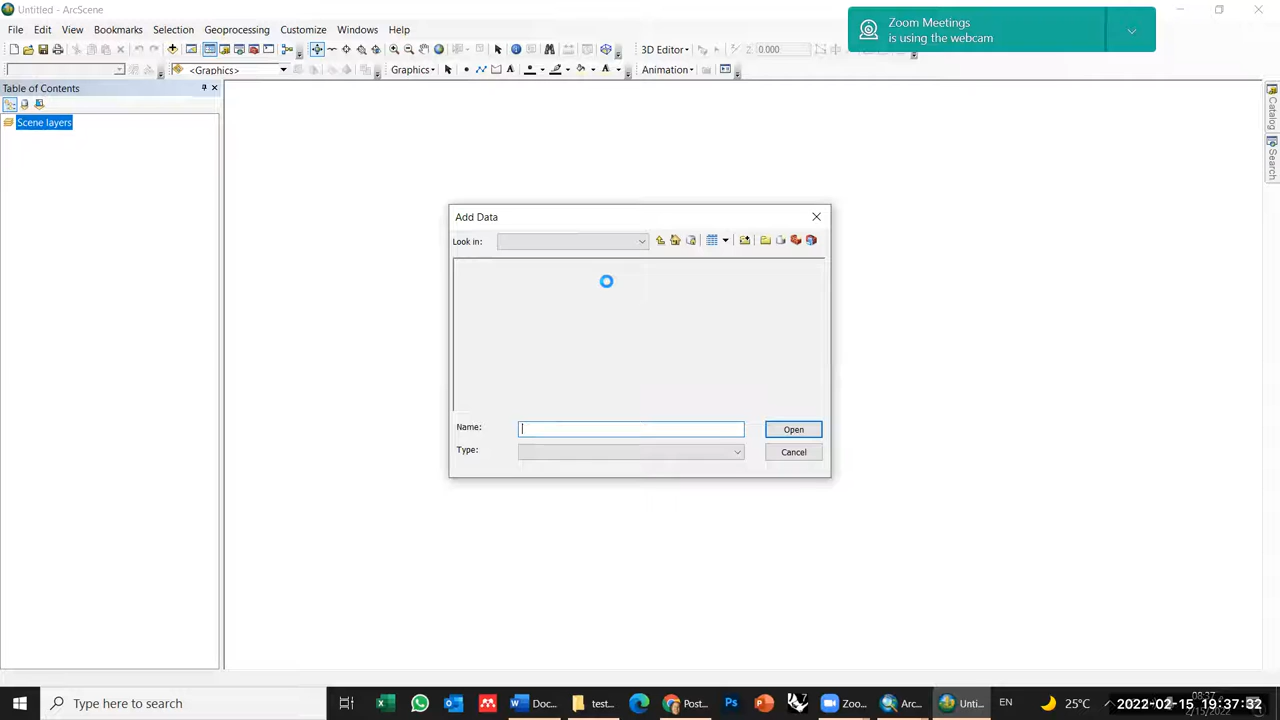 Untitled - ArcScene
Zoom Meetings
is using the webcam
File Edit View Bookmarks Selection Geoprocessing Customize Windows Help
3D Editor Z: 0.000
<Graphics> Graphics A A Animation
Table of Contents
Scene layers
Catalog
Search
Add Data
Look in:
Name:
Open
Type:
Cancel
Type here to search
Doc...
test...
Post...
Zoo...
Arc...
Unti...
EN
25°C
2022-02-15 19:37:32